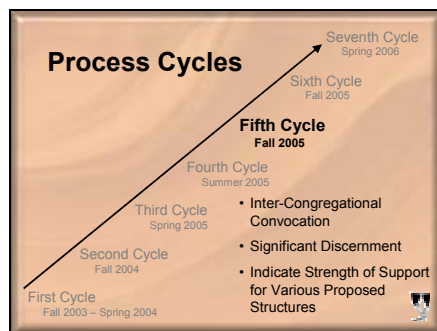 Seventh Cycle
Spring 2006
Process Cycles
Sixth Cycle
Fall 2005
Fifth Cycle
Fall 2005
Fourth Cycle
Summer 2005
Third Cycle
Spring 2005
Second Cycle
Fall 2004
First Cycle
Fall 2003 – Spring 2004
• Inter-Congregational
Convocation
• Significant Discernment
• Indicate Strength of Support
for Various Proposed
Structures